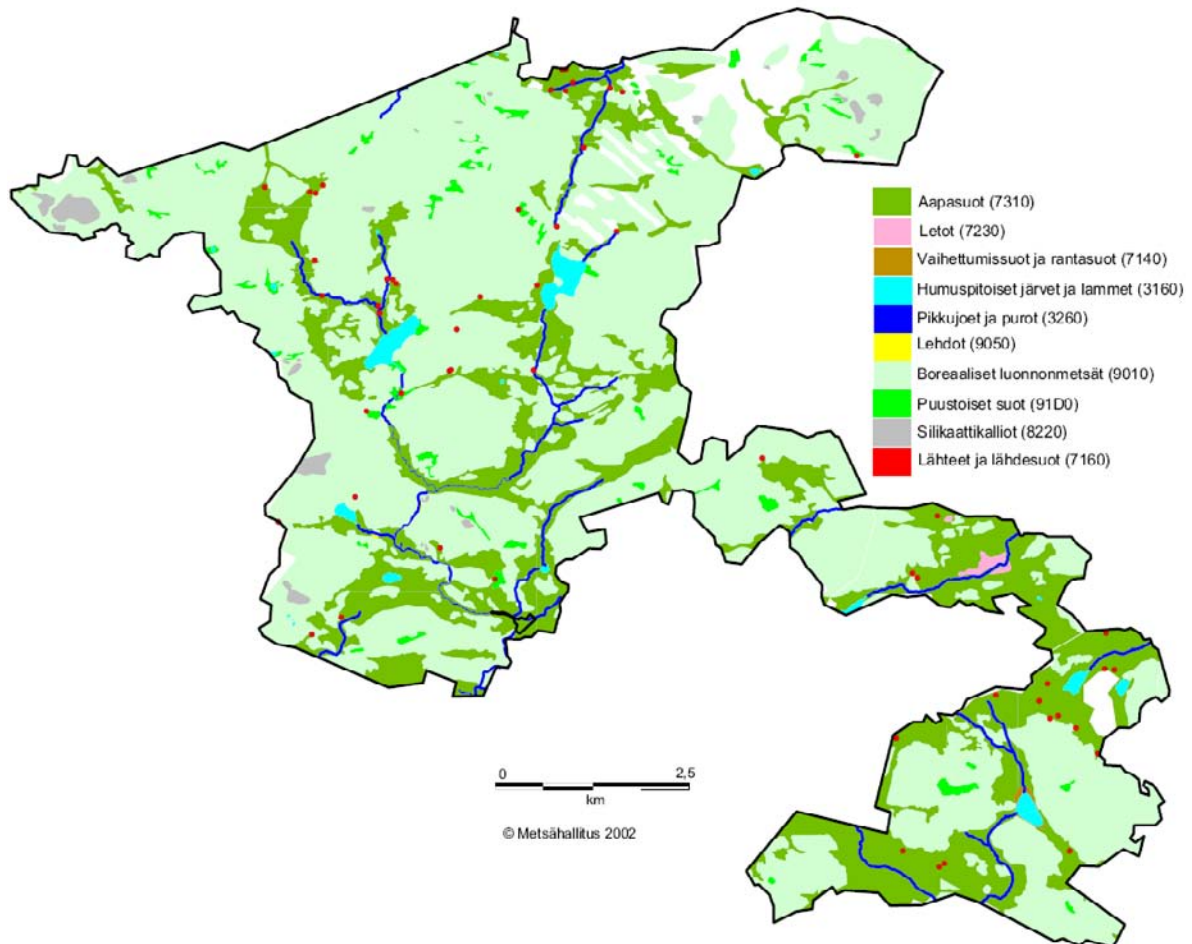 Aapasuot (7310)
Letot (7230)
Vaihettumissuot ja rantasuot (7140)
Humuspitoiset järvet ja lammet (3160)
Pikkujoet ja purot (3260)
Lehdot (9050)
Boreaaliset luonnonmetsät (9010)
Puustoiset suot (91D0)
Silikaattikalliot (8220)
Lähteet ja lähdesuot (7160)
0 2,5
km
© Metsähallitus 2002